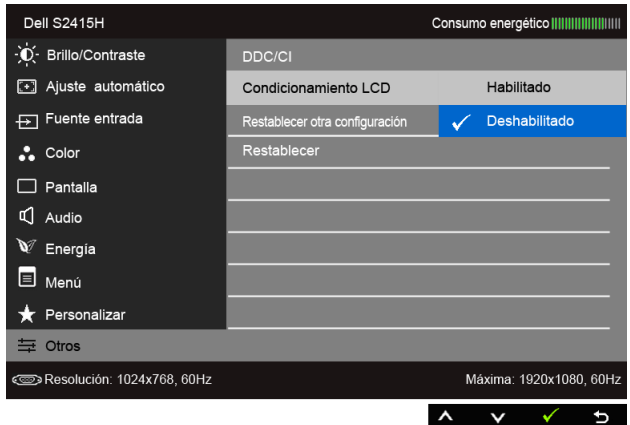 Dell S2415H Consumo energético
Brillo/Contraste DDC/CI
Ajuste automático Condicionamiento LCD Habilitado
Fuente entrada Restablecer otra configuración Deshabilitado
Color Restablecer
Pantalla
Audio
Energía
Menú
Personalizar
Otros
Resolución: 1024x768, 60Hz Máxima: 1920x1080, 60Hz